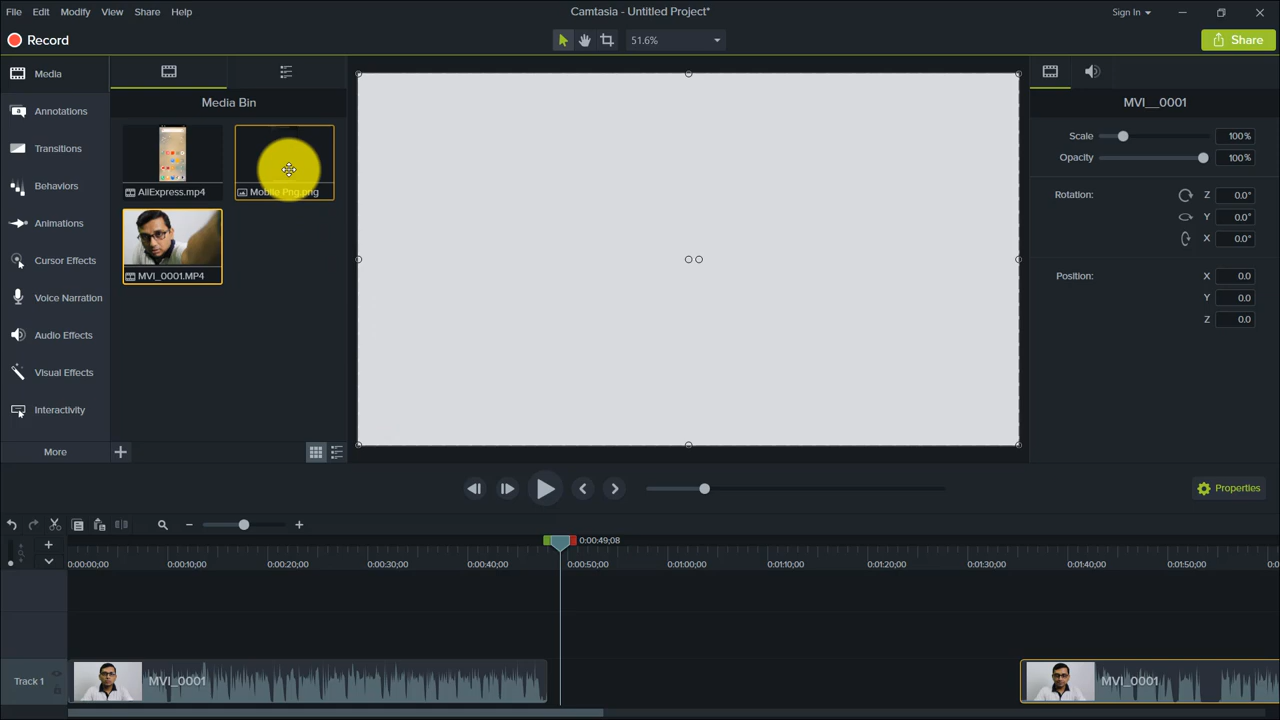 File Edit Modify View Share Help
Camtasia - Untitled Project*
Sign In
Record
51.6%
Share
Media
Annotations
Transitions
Behaviors
Animations
Cursor Effects
Voice Narration
Audio Effects
Visual Effects
Interactivity
More
Media Bin
AliExpress.mp4
Mobile Png.png
MVI_0001.MP4
MVI__0001
Scale 100%
Opacity 100%
Rotation: Z 0.0°
Y 0.0°
X 0.0°
Position: X 0.0
Y 0.0
Z 0.0
Properties
0:00:49;08
0:00:00;00 0:00:10;00 0:00:20;00 0:00:30;00 0:00:40;00 0:00:50;00 0:01:00;00 0:01:10;00 0:01:20;00 0:01:30;00 0:01:40;00 0:01:50;00 0:0
Track 1
MVI_0001
MVI_0001